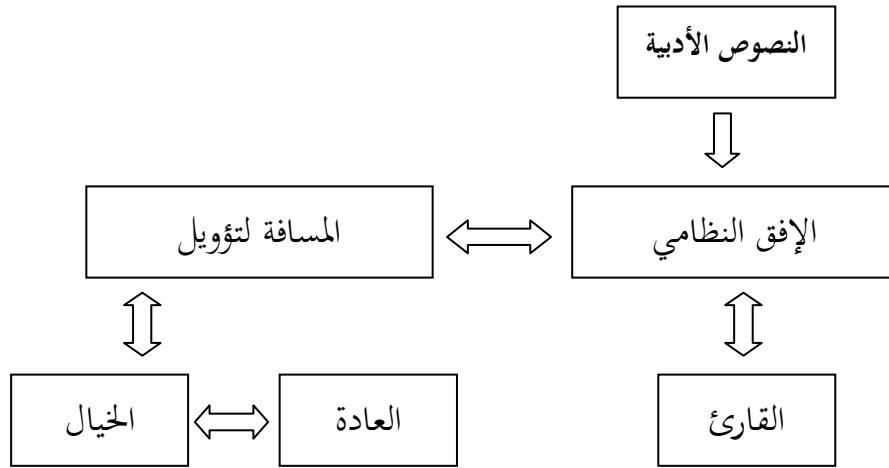 النصوص الأدبية
الإفق النظامي
المسافة لتؤويل
القارئ
العادة
الخيال